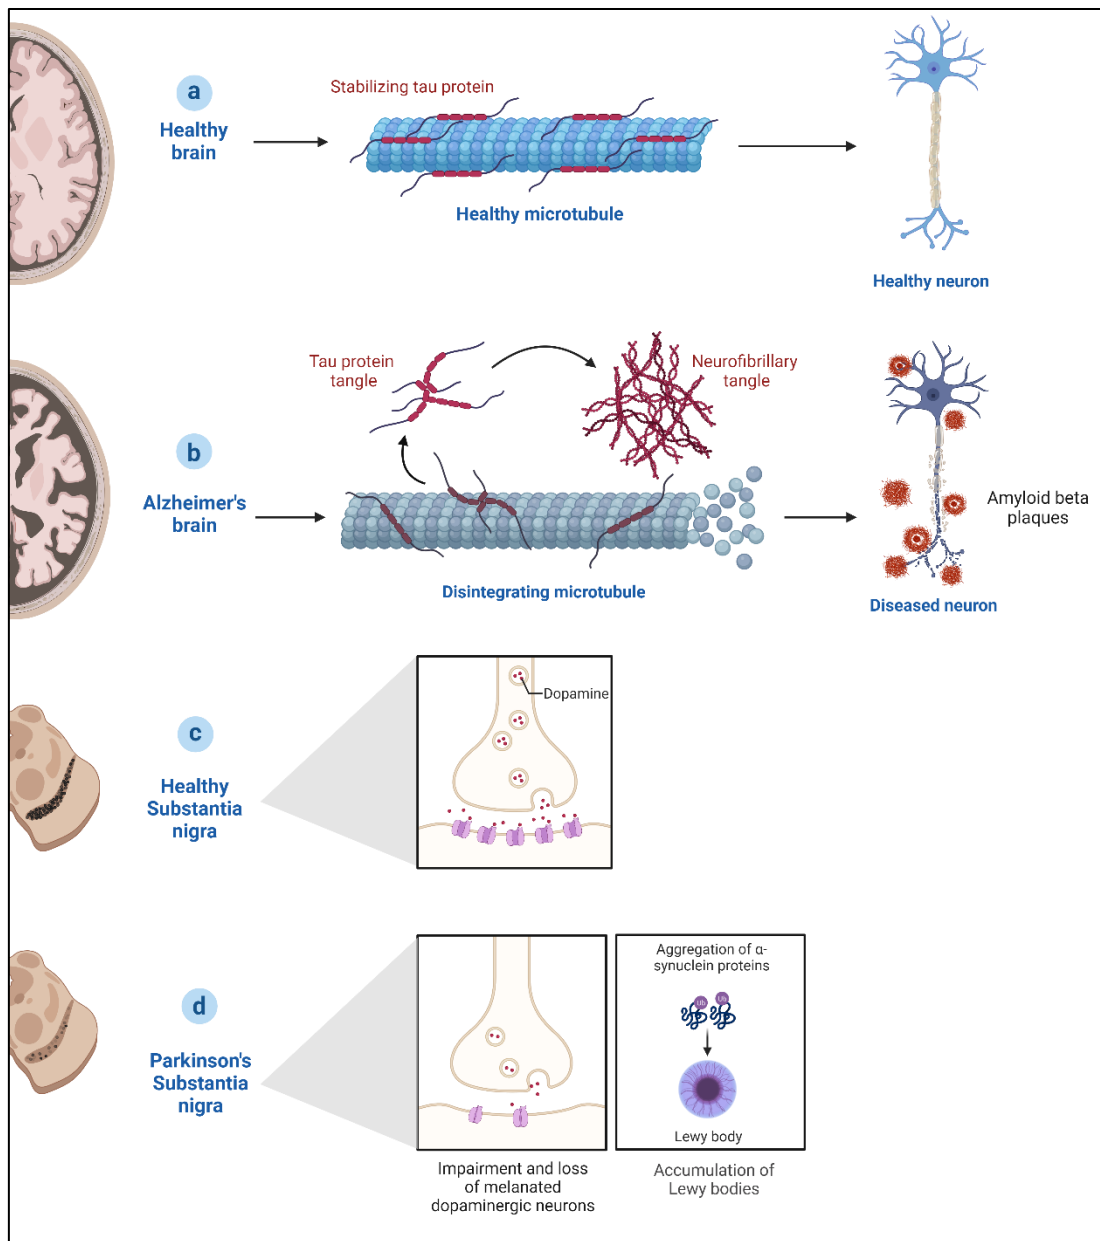 a
Healthy
brain
Stabilizing tau protein
Healthy microtubule
Healthy neuron
b
Alzheimer's
brain
Tau protein
tangle
Neurofibrillary
tangle
Disintegrating microtubule
Amyloid beta
plaques
Diseased neuron
c
Healthy
Substantia
nigra
Dopamine
d
Parkinson's
Substantia
nigra
Impairment and loss
of melanated
dopaminergic neurons
Aggregation of α-
synuclein proteins
Ub Ub
Lewy body
Accumulation of
Lewy bodies